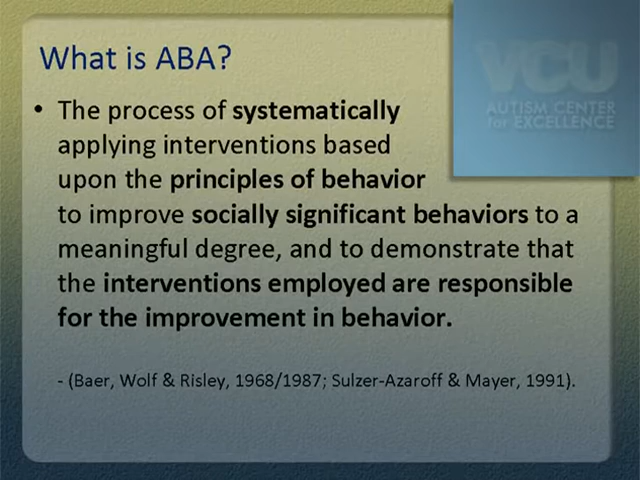 What is ABA?
VCU
AUTISM CENTER
for EXCELLENCE
• The process of systematically
applying interventions based
upon the principles of behavior
to improve socially significant behaviors to a
meaningful degree, and to demonstrate that
the interventions employed are responsible
for the improvement in behavior.
- (Baer, Wolf & Risley, 1968/1987; Sulzer-Azaroff & Mayer, 1991).